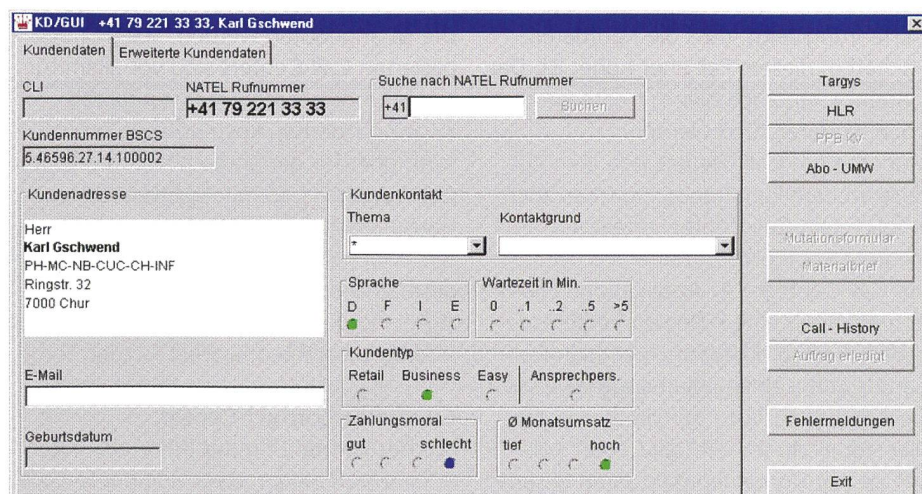 KD/GUI +41 79 221 33 33, Karl Gschwend
Kundendaten Erweiterte Kundendaten
CLI
NATEL Rufnummer
+41 79 221 33 33
Suche nach NATEL Rufnummer
+41
Suchen
Kundennummer BSCS
5.46596.27.14.100002
Kundenadresse
Herr
Karl Gschwend
PH-MC-NB-CUC-CH-INF
Ringstr. 32
7000 Chur
E-Mail
Geburtsdatum
Kundenkontakt
Thema Kontaktgrund
*
Sprache
D F I E
Wartezeit in Min.
0 ..1 ..2 ..5 >5
Kundentyp
Retail Business Easy Ansprechpers.
Zahlungsmoral
gut schlecht
Ø Monatsumsatz
tief hoch
Targys
HLR
PPB KV
Abo - UMW
Mutationsformular
Materialbrief
Call - History
Auftrag erledigt
Fehlermeldungen
Exit